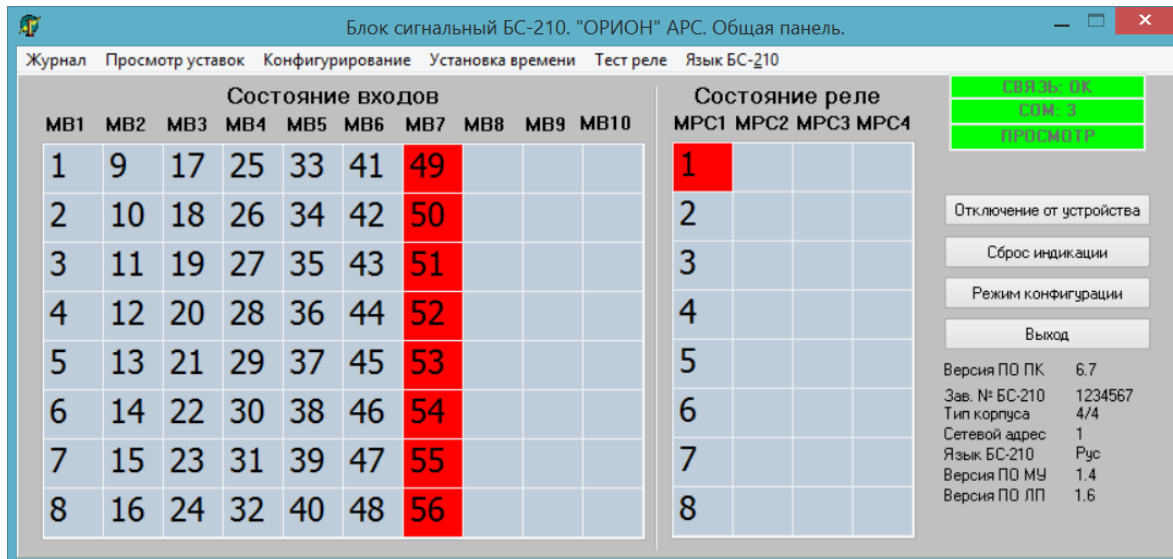 Блок сигнальный БС-210. "ОРИОН" АРС. Общая панель.
Журнал Просмотр уставок Конфигурирование Установка времени Тест реле Язык БС-210
Состояние входов
МВ1 МВ2 МВ3 МВ4 МВ5 МВ6 МВ7 МВ8 МВ9 МВ10
1 9 17 25 33 41 49
2 10 18 26 34 42 50
3 11 19 27 35 43 51
4 12 20 28 36 44 52
5 13 21 29 37 45 53
6 14 22 30 38 46 54
7 15 23 31 39 47 55
8 16 24 32 40 48 56
Состояние реле
МРС1 МРС2 МРС3 МРС4
1
2
3
4
5
6
7
8
СВЯЗЬ: ОК
COM: 3
ПРОСМОТР
Отключение от устройства
Сброс индикации
Режим конфигурации
Выход
Версия ПО ПК 6.7
Зав. № БС-210 1234567
Тип корпуса 4/4
Сетевой адрес 1
Язык БС-210 Рус
Версия ПО МУ 1.4
Версия ПО ЛП 1.6